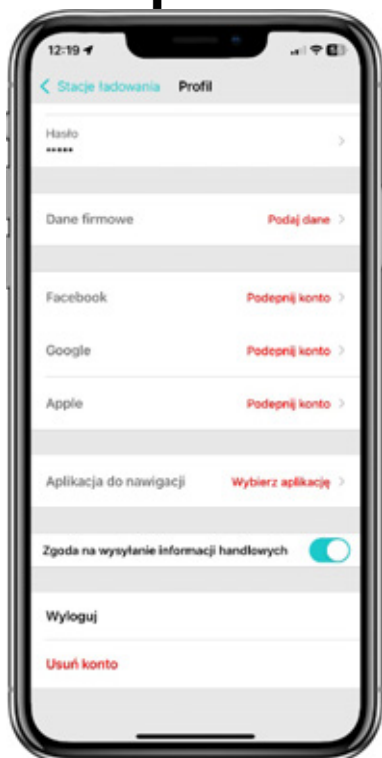 12:19
Stacje ładowania Profil
Hasło
•••••
Dane firmowe Podaj dane
Facebook Podepnij konto
Google Podepnij konto
Apple Podepnij konto
Aplikacja do nawigacji Wybierz aplikację
Zgoda na wysyłanie informacji handlowych
Wyloguj
Usuń konto